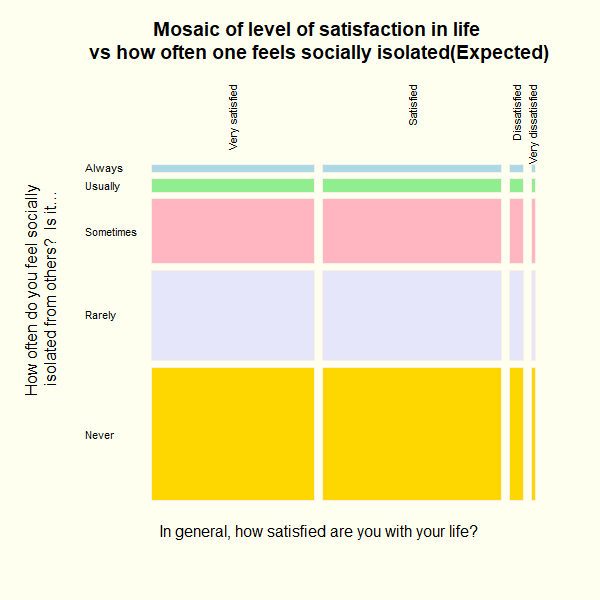 Mosaic of level of satisfaction in life
vs how often one feels socially isolated(Expected)
Very satisfied
Satisfied
Dissatisfied
Very dissatisfied
Always
Usually
Sometimes
Rarely
Never
How often do you feel socially
isolated from others?  Is it...
In general, how satisfied are you with your life?